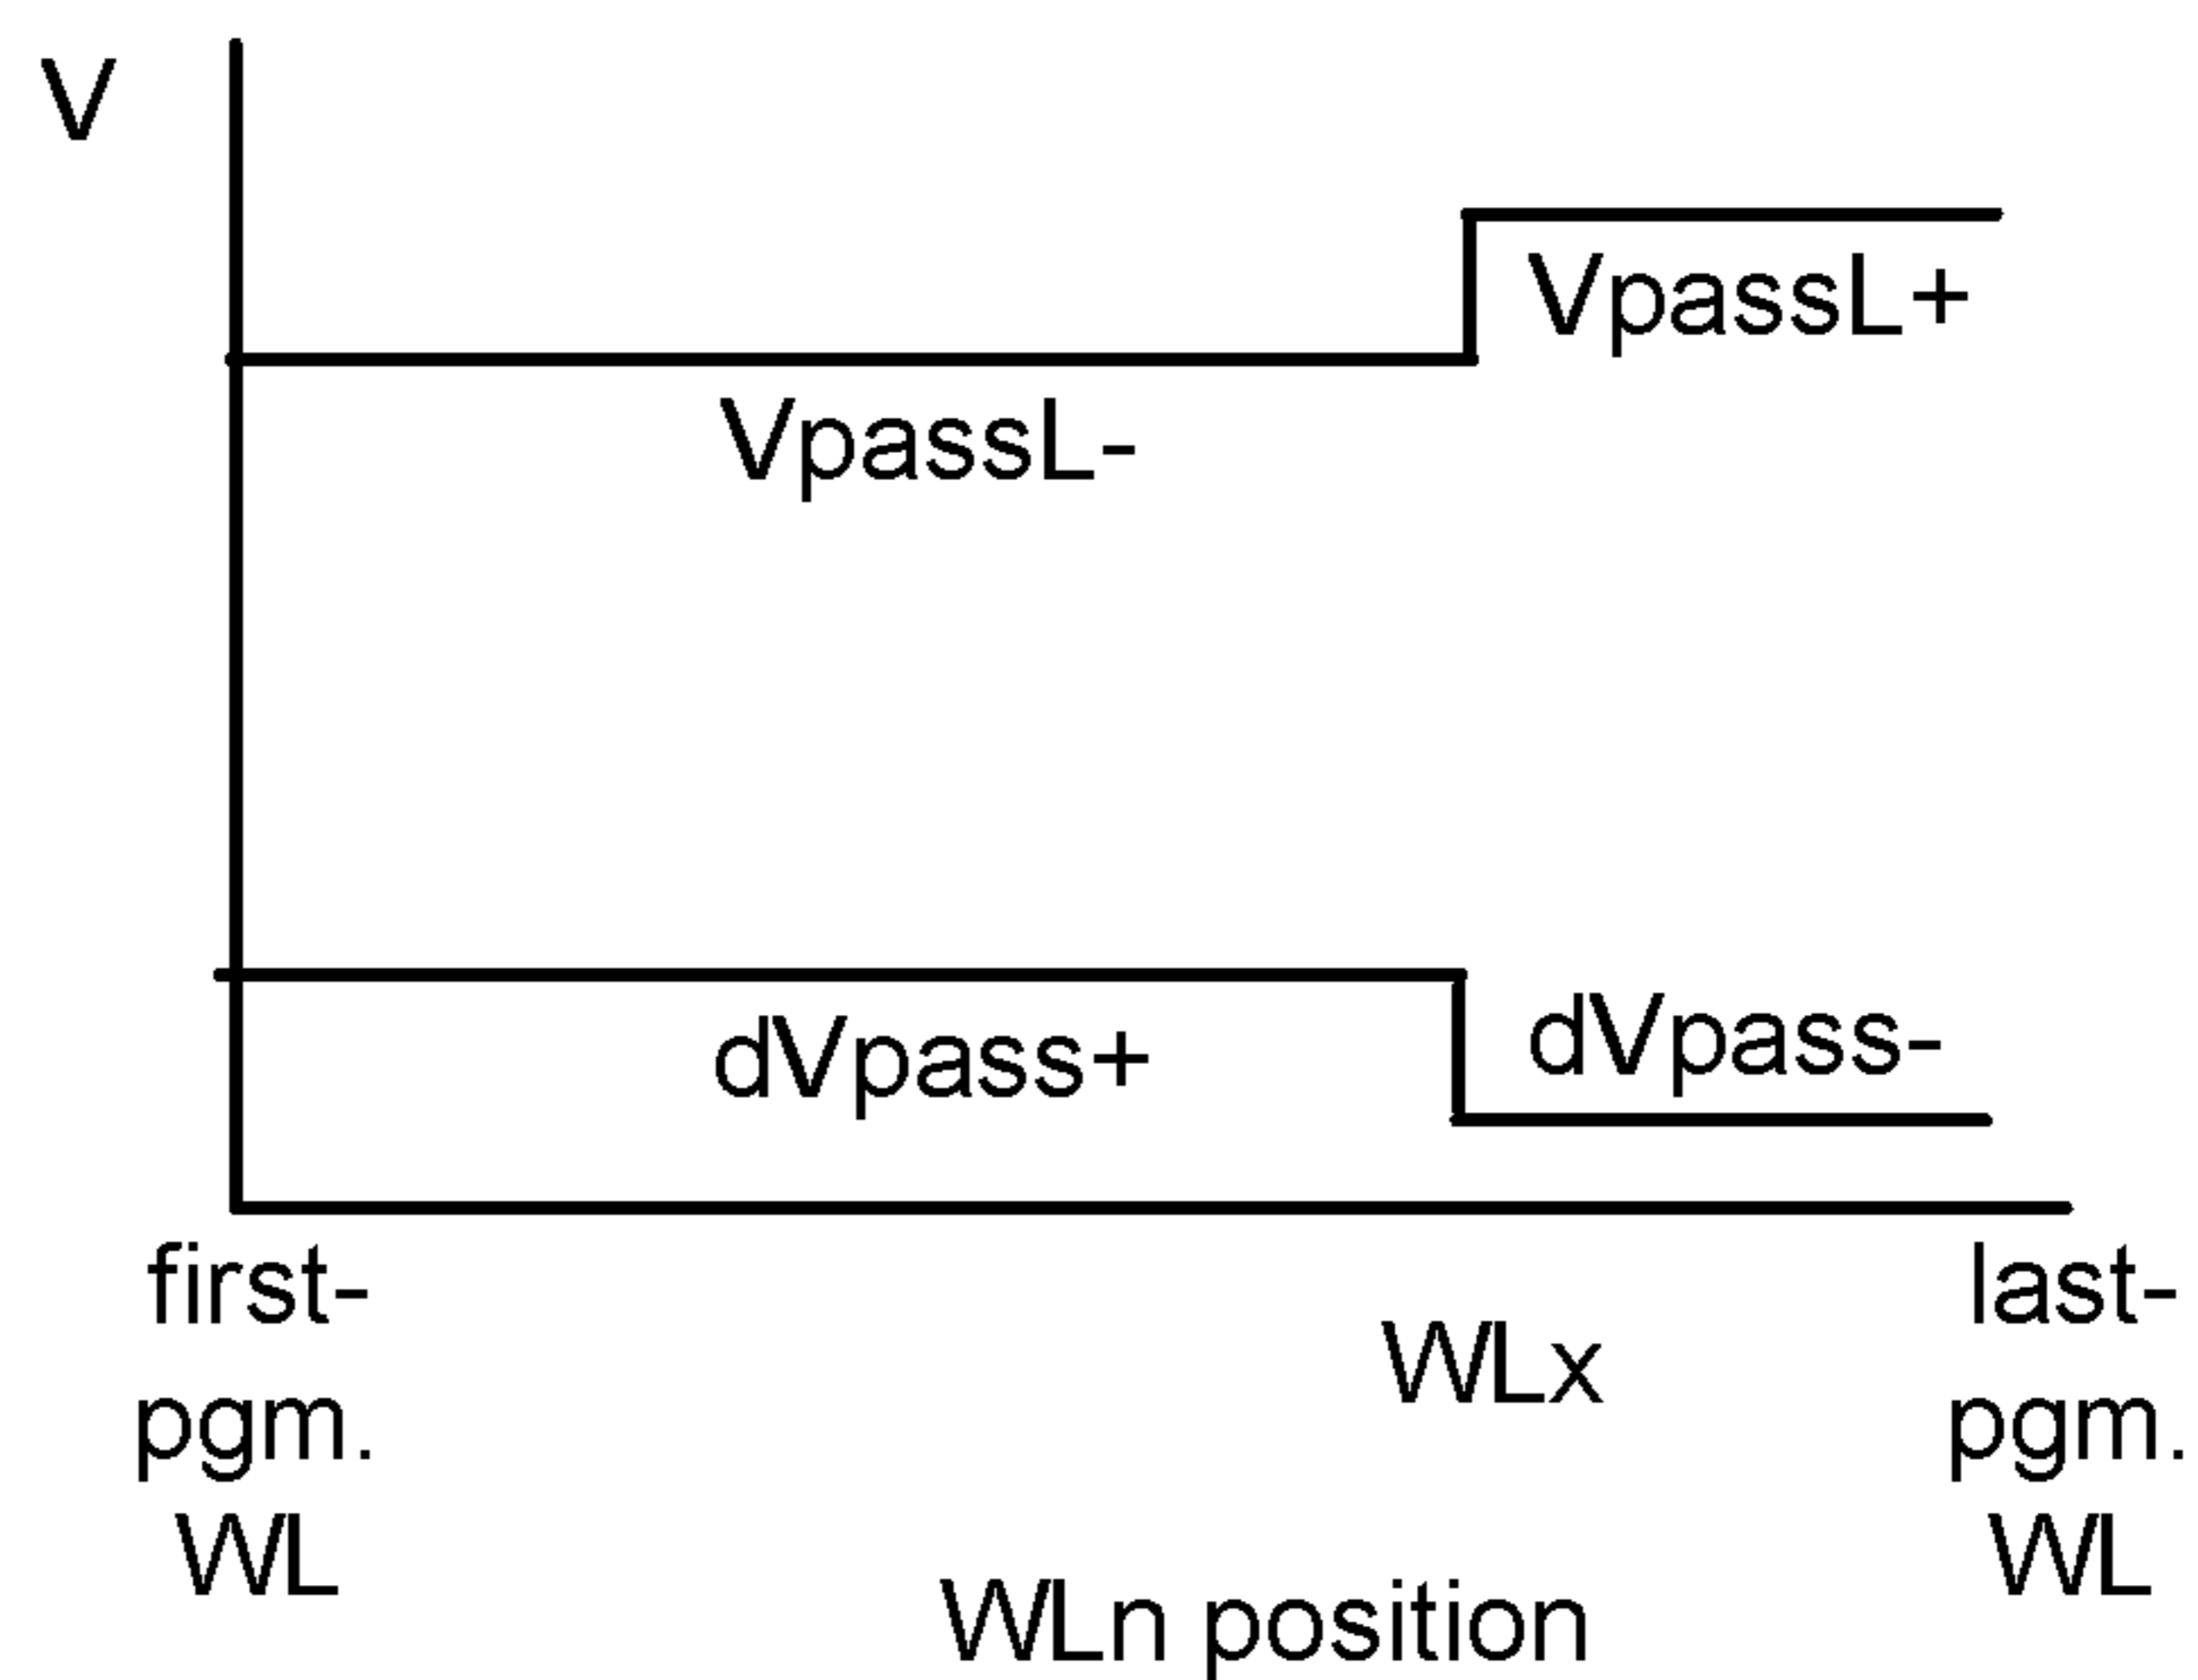 V
VpassL+
VpassL-
dVpass+
dVpass-
first-
pgm.
WL
WLx
last-
pgm.
WL
WLn position